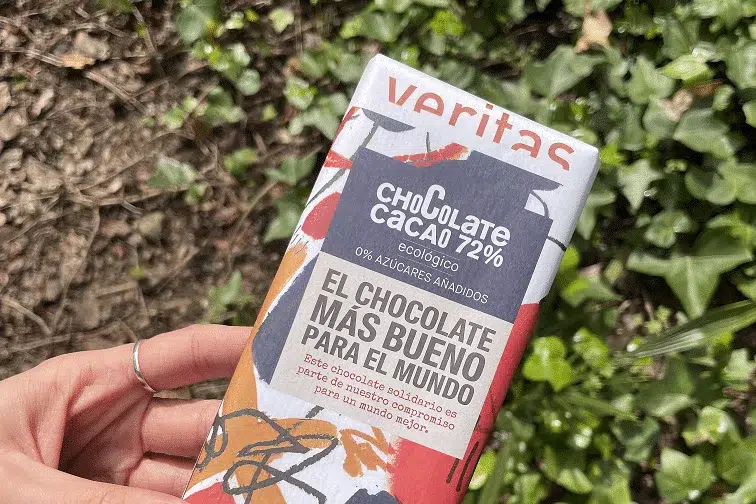 veritas
CHOCOLATE
CACAO 72%
ecológico
0% AZÚCARES AÑADIDOS
EL CHOCOLATE
MÁS BUENO
PARA EL MUNDO
Este chocolate solidario es
parte de nuestro compromiso
para un mundo mejor.